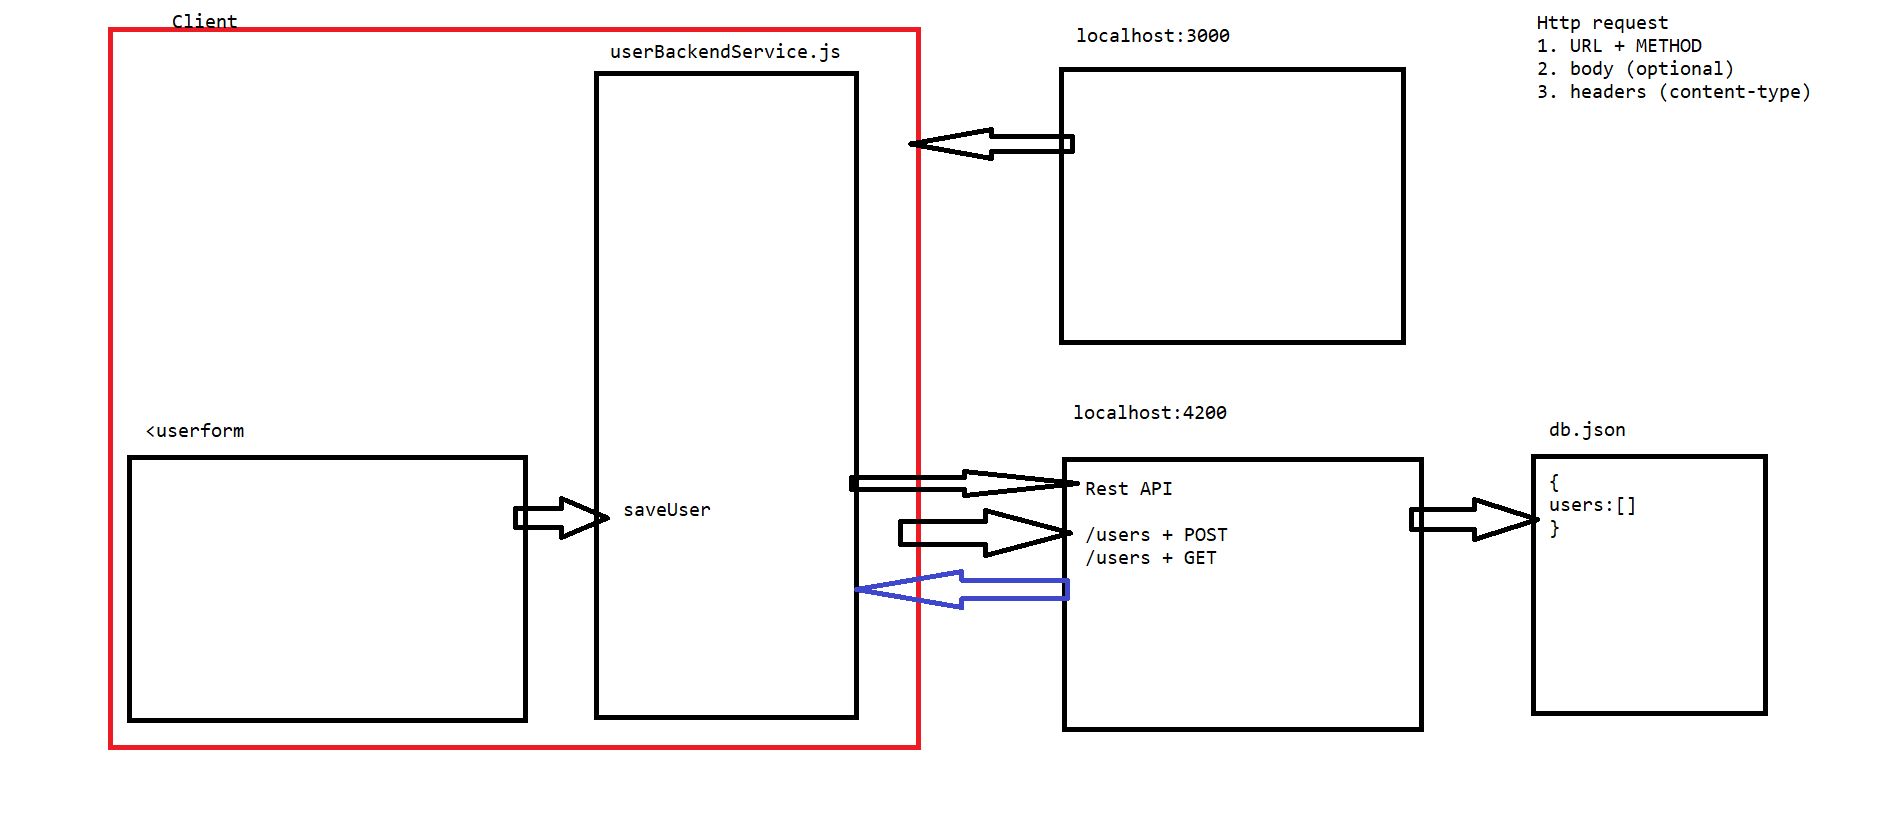 Client
userBackendService.js
localhost:3000
Http request
1. URL + METHOD
2. body (optional)
3. headers (content-type)
<userform
saveUser
localhost:4200
Rest API
/users + POST
/users + GET
db.json
{
users:[]
}